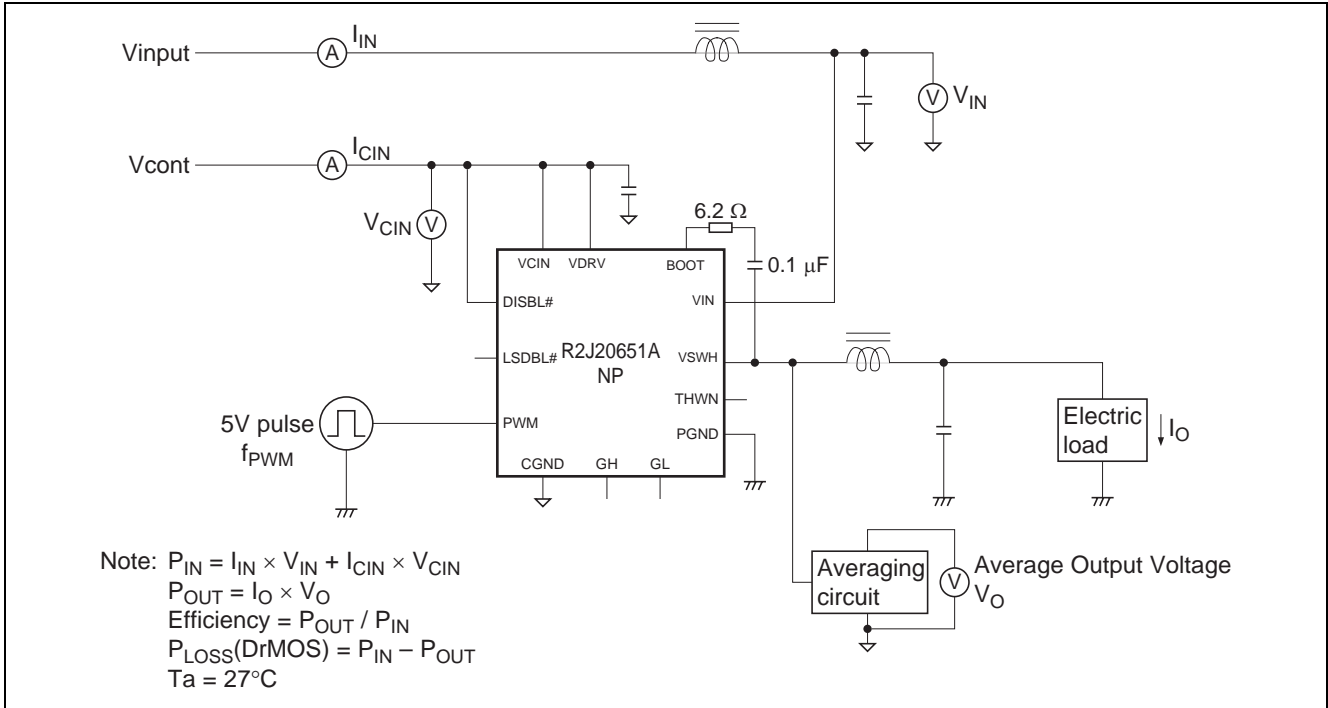 Vinput
A
I_IN
V
V_IN
Vcont
A
I_CIN
V_CIN
V
6.2 Ω
0.1 μF
VCIN
VDRV
BOOT
DISBL#
VIN
LSDBL#
R2J20651A
NP
VSWH
THWN
PWM
PGND
CGND
GH
GL
5V pulse
f_PWM
Electric
load
I_O
Averaging
circuit
V
Average Output Voltage
V_O
Note: P_IN = I_IN × V_IN + I_CIN × V_CIN
P_OUT = I_O × V_O
Efficiency = P_OUT / P_IN
P_LOSS(DrMOS) = P_IN – P_OUT
Ta = 27°C